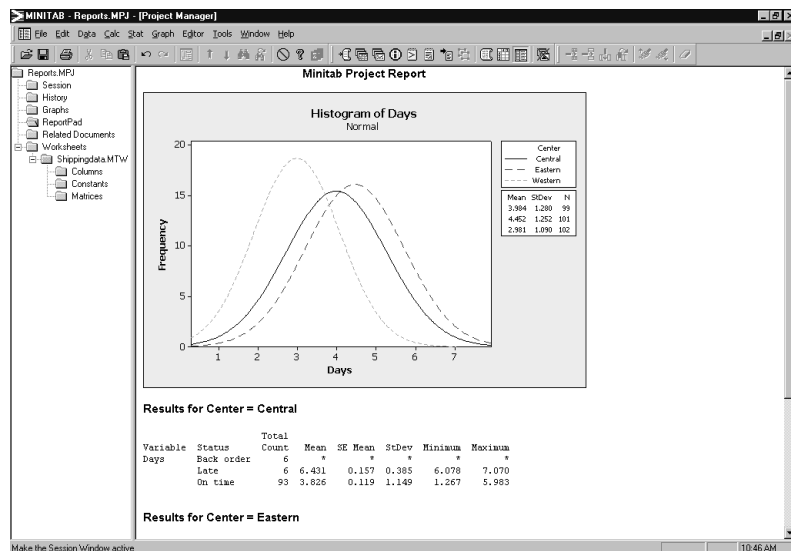 MINITAB - Reports.MPJ - [Project Manager]
File Edit Data Calc Stat Graph Editor Tools Window Help
Reports.MPJ
Session
History
Graphs
ReportPad
Related Documents
Worksheets
Shippingdata.MTW
Columns
Constants
Matrices
Minitab Project Report
Histogram of Days
Normal
20
15
10
5
0
Frequency
1 2 3 4 5 6 7
Days
Center
Central
Eastern
Western
Mean StDev N
3.984 1.280 99
4.452 1.252 101
2.981 1.090 102
Results for Center = Central
Total
Variable Status Count Mean SE Mean StDev Minimum Maximum
Days Back order 6 * * * * *
Late 6 6.431 0.157 0.385 6.078 7.070
On time 93 3.826 0.119 1.149 1.267 5.983
Results for Center = Eastern
Make the Session Window active
10:46 AM